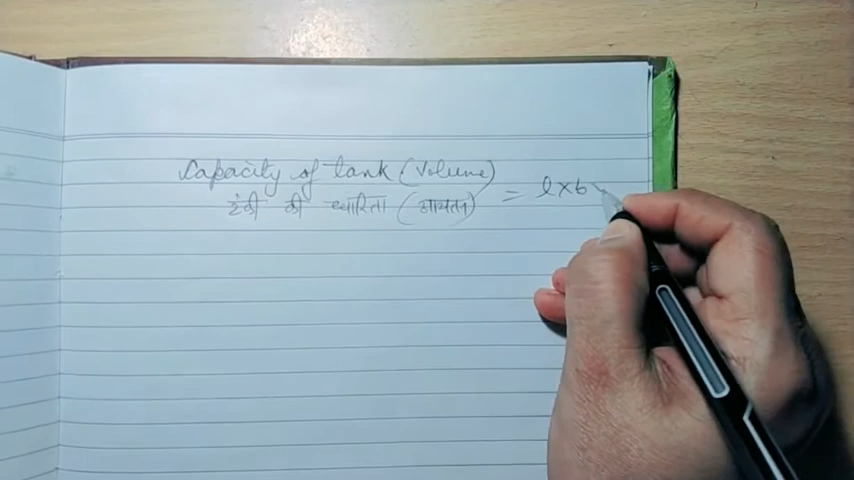 Capacity of tank (Volume)
टंकी की धारिता (आयतन) = l×b×